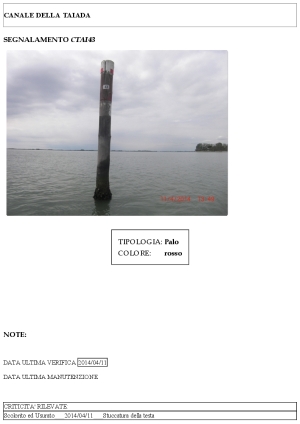 CANALE DELLA TAIADA
SEGNALAMENTO CTAI43
TIPOLOGIA: Palo
COLORE: rosso
NOTE:
DATA ULTIMA VERIFICA 2014/04/11
DATA ULTIMA MANUTENZIONE
CRITICITA' RILEVATE
Scolorito ed Usurato 2014/04/11 Stuccatura della testa